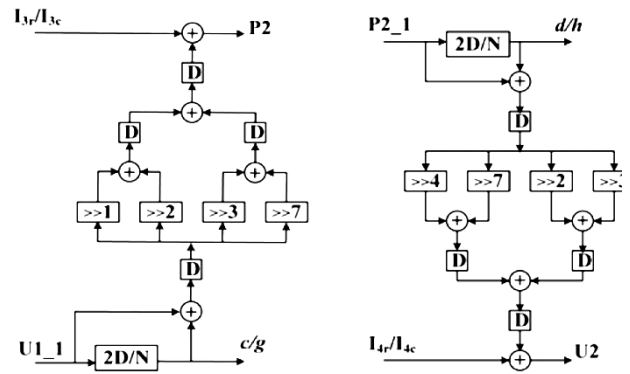 I3r/I3c
P2
D
D
D
>>1
>>2
>>3
>>7
D
U1_1
2D/N
c/g
P2_1
2D/N
d/h
D
>>4
>>7
>>2
D
D
D
I4r/I4c
U2